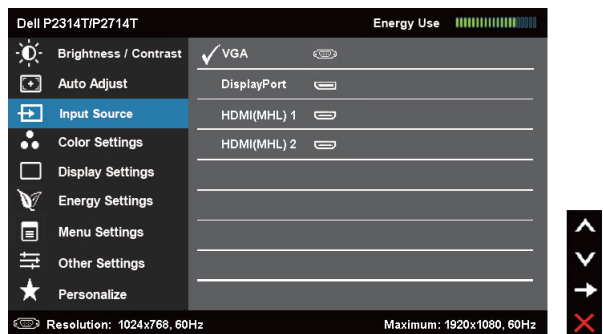 Dell P2314T/P2714T Energy Use
Brightness / Contrast
Auto Adjust
Input Source
Color Settings
Display Settings
Energy Settings
Menu Settings
Other Settings
Personalize
VGA
DisplayPort
HDMI(MHL) 1
HDMI(MHL) 2
Resolution: 1024x768, 60Hz Maximum: 1920x1080, 60Hz